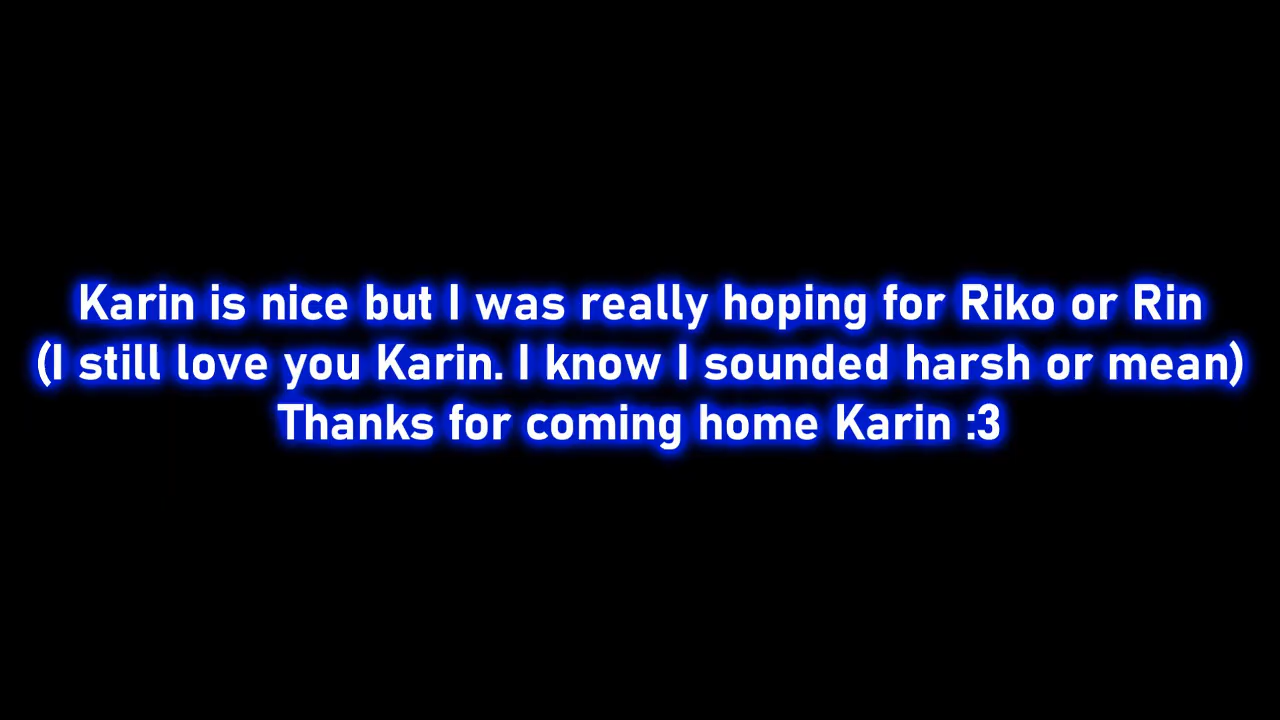 Karin is nice but I was really hoping for Riko or Rin
(I still love you Karin. I know I sounded harsh or mean)
Thanks for coming home Karin :3